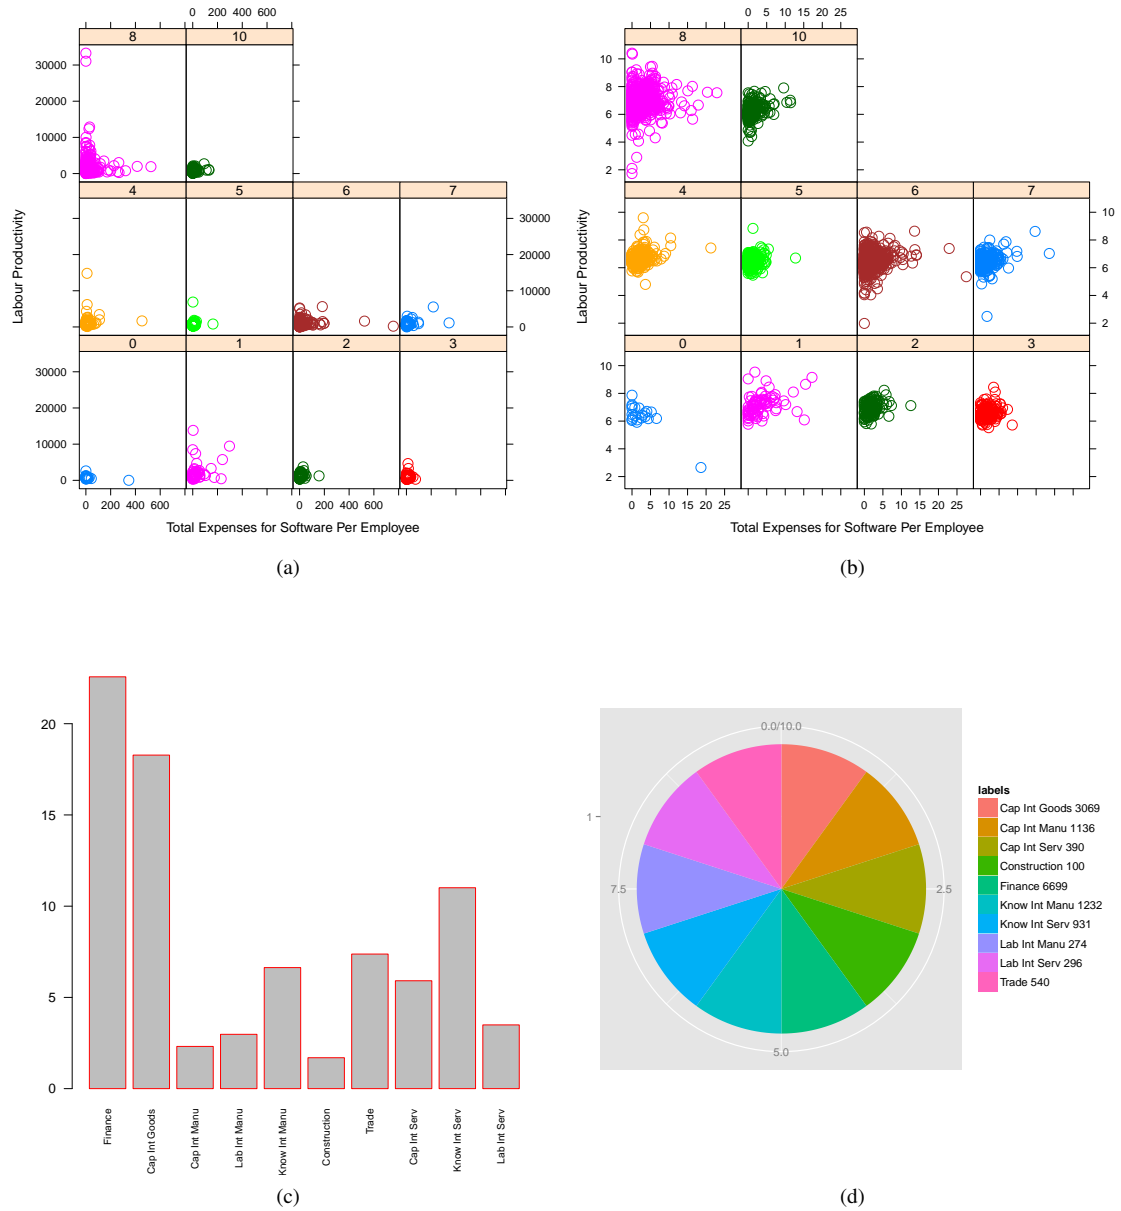 0 200 400 600
8 10
30000
20000
10000
0
4 5 6 7
30000
20000
10000
0
0 1 2 3
30000
20000
10000
0
0 200 400 600
0 200 400 600
Labour Productivity
Total Expenses for Software Per Employee
(a)
0 5 10 15 20 25
8 10
10
8
6
4
2
4 5 6 7
10
8
6
4
2
0 1 2 3
10
8
6
4
2
0 5 10 15 20 25
0 5 10 15 20 25
Labour Productivity
Total Expenses for Software Per Employee
(b)
20
15
10
5
0
Finance
Cap Int Goods
Cap Int Manu
Lab Int Manu
Know Int Manu
Construction
Trade
Cap Int Serv
Know Int Serv
Lab Int Serv
(c)
0.0/10.0
1
7.5
2.5
5.0
labels
Cap Int Goods 3069
Cap Int Manu 1136
Cap Int Serv 390
Construction 100
Finance 6699
Know Int Manu 1232
Know Int Serv 931
Lab Int Manu 274
Lab Int Serv 296
Trade 540
(d)